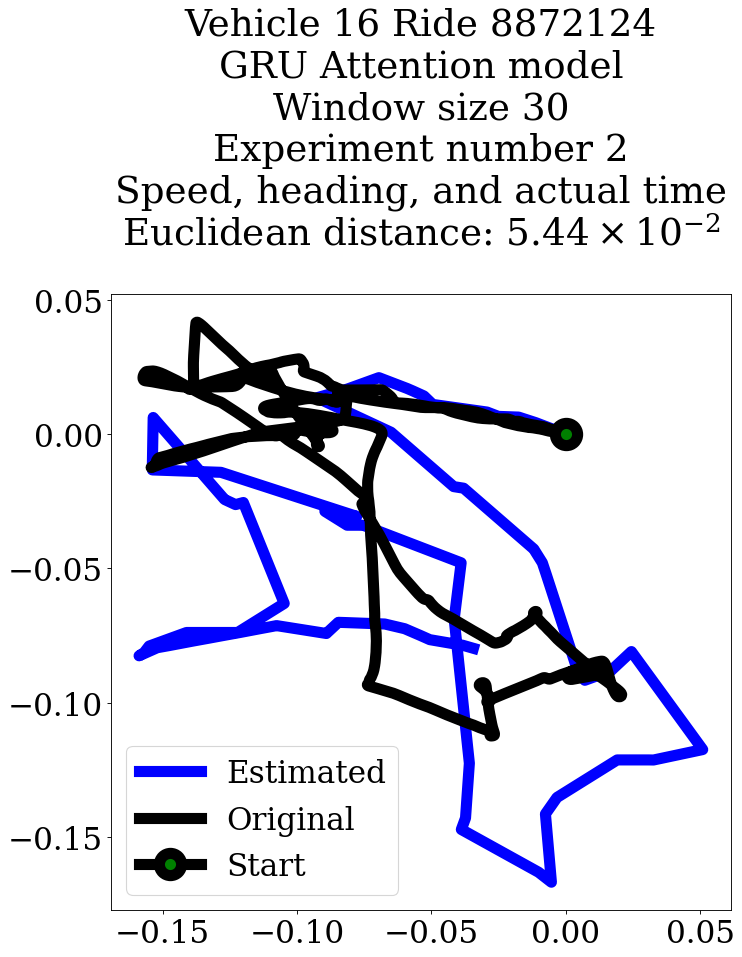 Vehicle 16 Ride 8872124
GRU Attention model
Window size 30
Experiment number 2
Speed, heading, and actual time
Euclidean distance: 5.44 × 10⁻²
0.05
0.00
−0.05
−0.10
−0.15
Estimated
Original
Start
−0.15 −0.10 −0.05 0.00 0.05